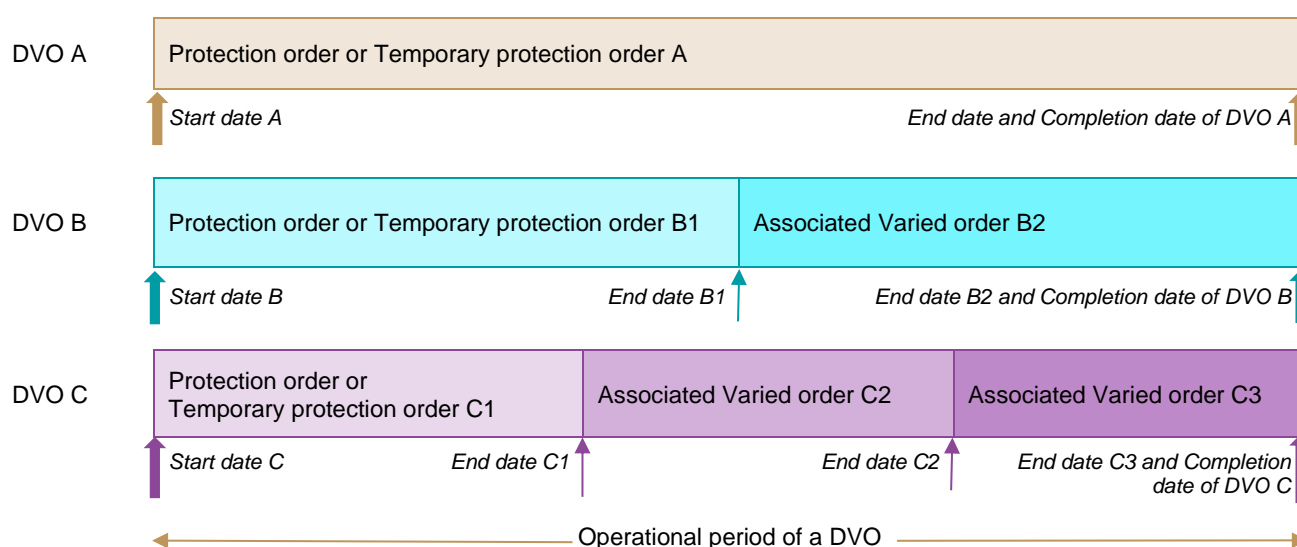 DVO A
Protection order or Temporary protection order A
Start date A
End date and Completion date of DVO A
DVO B
Protection order or Temporary protection order B1
Associated Varied order B2
Start date B
End date B1
End date B2 and Completion date of DVO B
DVO C
Protection order or
Temporary protection order C1
Associated Varied order C2
Associated Varied order C3
Start date C
End date C1
End date C2
End date C3 and Completion
date of DVO C
Operational period of a DVO